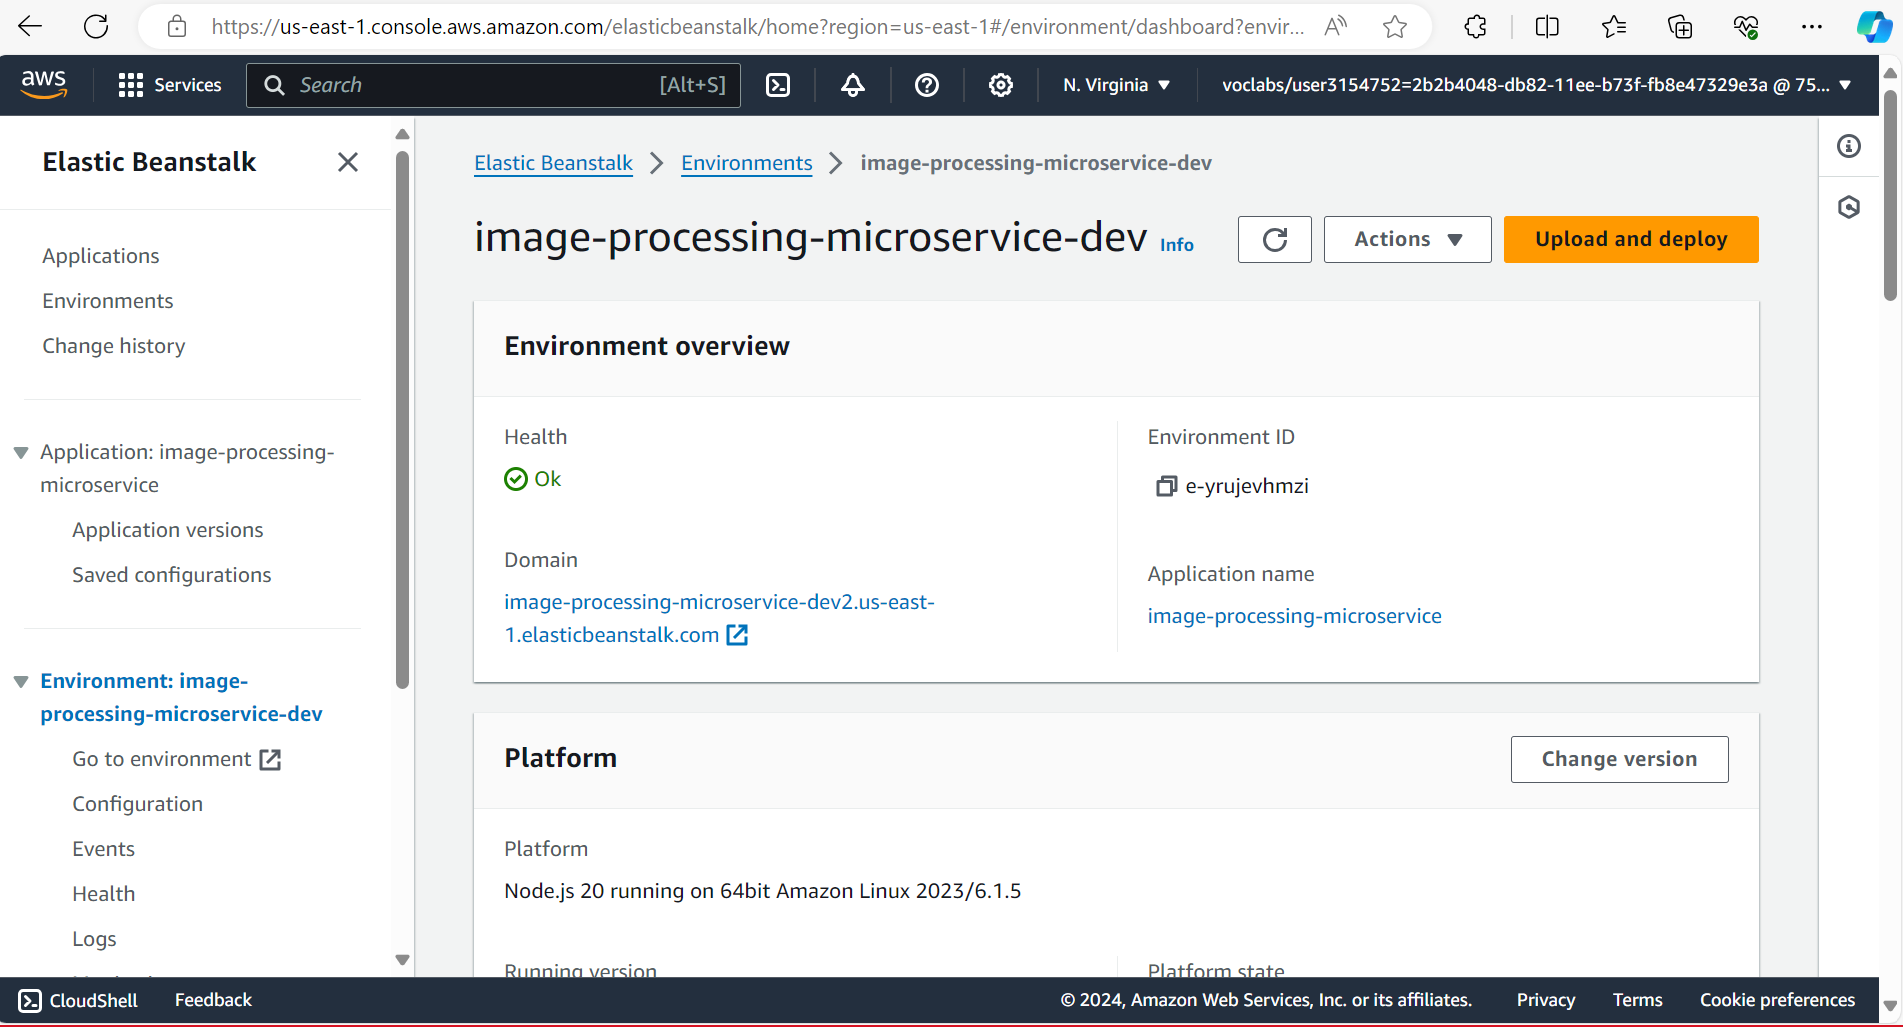 https://us-east-1.console.aws.amazon.com/elasticbeanstalk/home?region=us-east-1#/environment/dashboard?envir...
aws
Services
Search [Alt+S]
N. Virginia
voclabs/user3154752=2b2b4048-db82-11ee-b73f-fb8e47329e3a @ 75...
Elastic Beanstalk
Applications
Environments
Change history
Application: image-processing-
microservice
Application versions
Saved configurations
Environment: image-
processing-microservice-dev
Go to environment
Configuration
Events
Health
Logs
Elastic Beanstalk > Environments > image-processing-microservice-dev
image-processing-microservice-dev Info
Actions
Upload and deploy
Environment overview
Health
Ok
Domain
image-processing-microservice-dev2.us-east-
1.elasticbeanstalk.com
Environment ID
e-yrujevhmzi
Application name
image-processing-microservice
Platform
Change version
Platform
Node.js 20 running on 64bit Amazon Linux 2023/6.1.5
Running version
Platform state
CloudShell
Feedback
© 2024, Amazon Web Services, Inc. or its affiliates.
Privacy
Terms
Cookie preferences